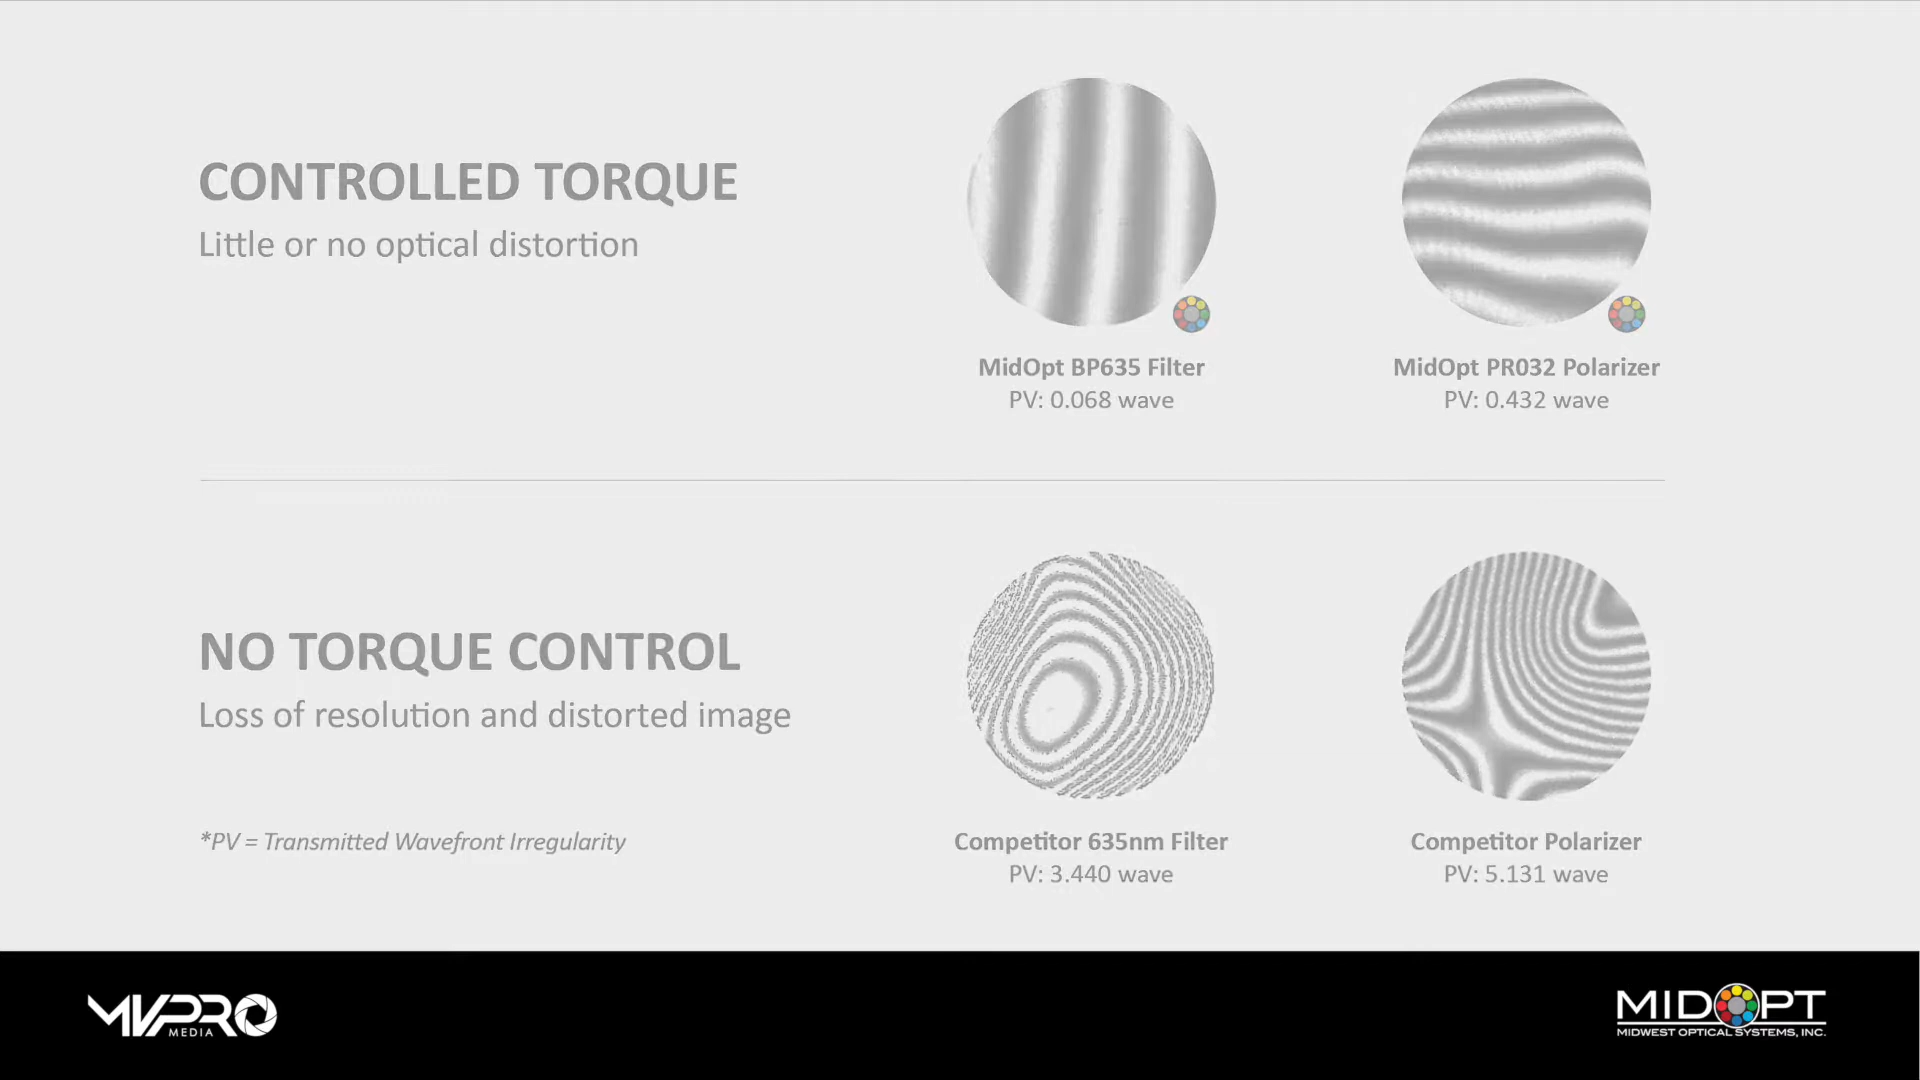 CONTROLLED TORQUE
Little or no optical distortion
MidOpt BP635 Filter
PV: 0.068 wave
MidOpt PR032 Polarizer
PV: 0.432 wave
NO TORQUE CONTROL
Loss of resolution and distorted image
*PV = Transmitted Wavefront Irregularity
Competitor 635nm Filter
PV: 3.440 wave
Competitor Polarizer
PV: 5.131 wave
MVPRO
MEDIA
MIDOPT
MIDWEST OPTICAL SYSTEMS, INC.